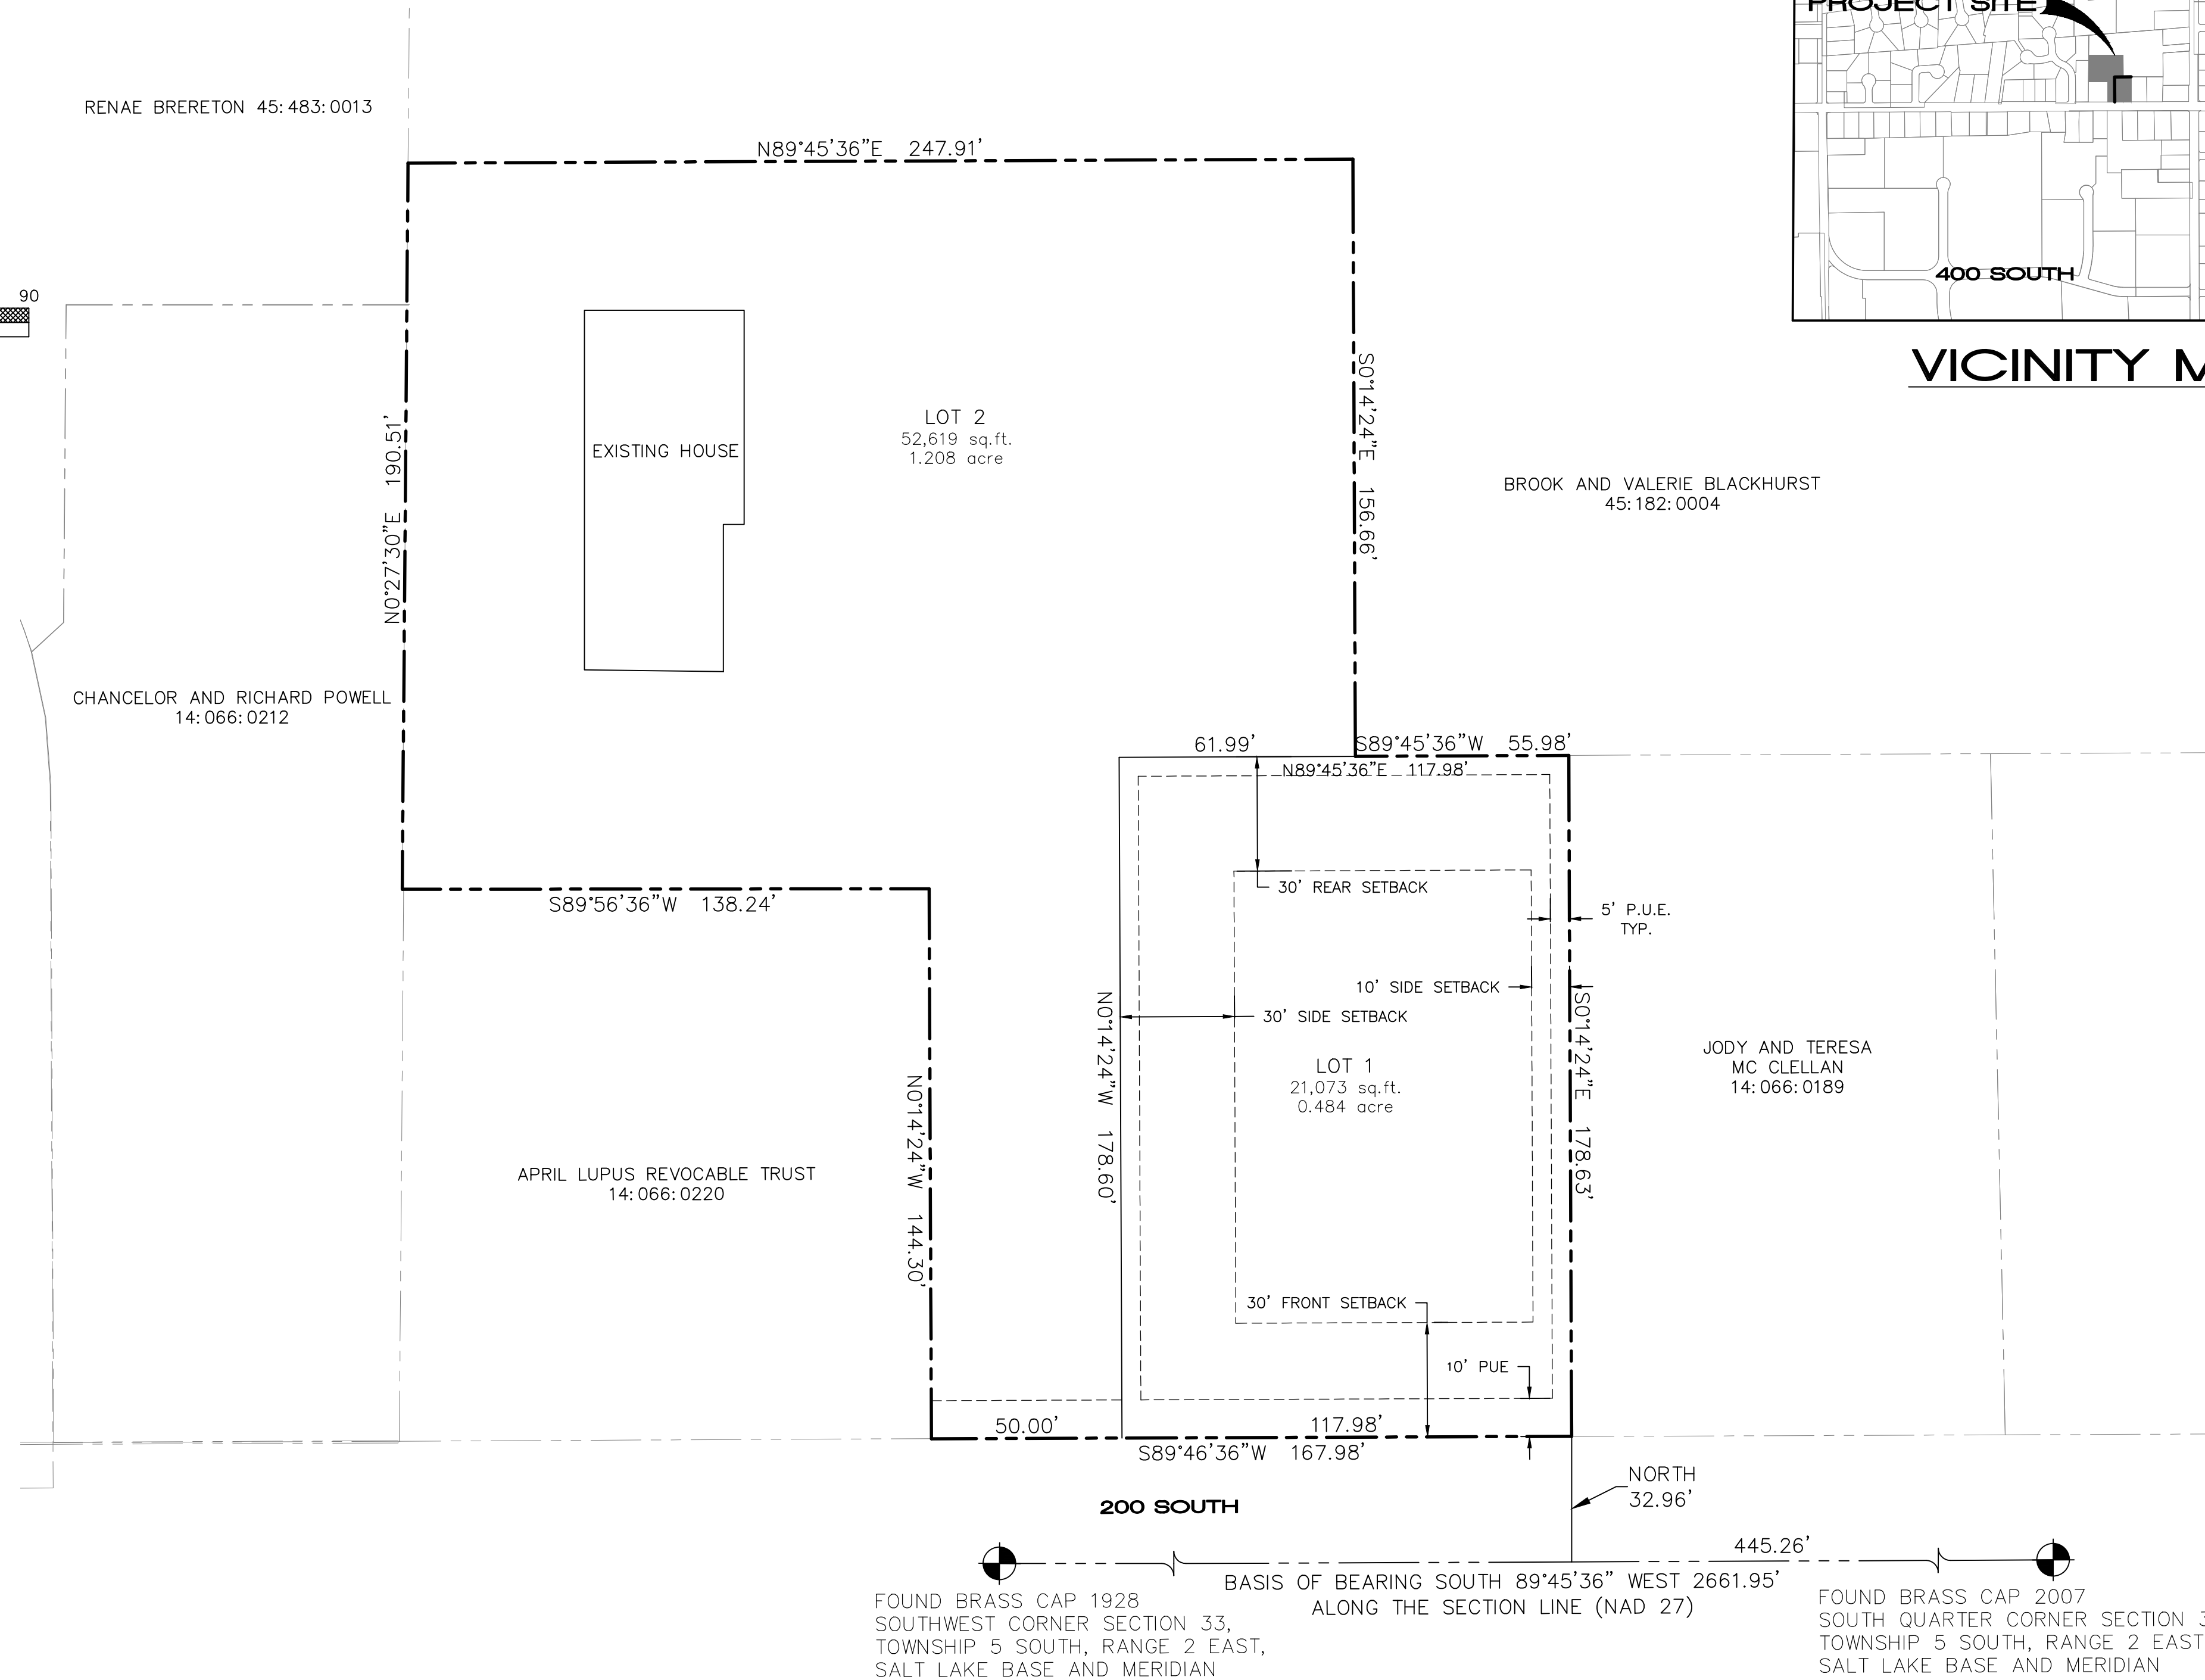 PROJECT SITE
400 SOUTH
VICINITY M
90
RENAE BRERETON 45:483:0013
N89°45'36"E 247.91'
N0°27'30"E 190.51'
EXISTING HOUSE
LOT 2
52,619 sq.ft.
1.208 acre
S0°14'24"E 156.66'
BROOK AND VALERIE BLACKHURST
45:182:0004
CHANCELOR AND RICHARD POWELL
14:066:0212
61.99'
S89°45'36"W 55.98'
N89°45'36"E 117.98'
30' REAR SETBACK
S89°56'36"W 138.24'
5' P.U.E.
TYP.
10' SIDE SETBACK
30' SIDE SETBACK
N0°14'24"W 178.60'
S0°14'24"E 178.63'
LOT 1
21,073 sq.ft.
0.484 acre
JODY AND TERESA
MC CLELLAN
14:066:0189
N0°14'24"W 144.30'
APRIL LUPUS REVOCABLE TRUST
14:066:0220
30' FRONT SETBACK
10' PUE
50.00'
117.98'
S89°46'36"W 167.98'
NORTH
32.96'
200 SOUTH
445.26'
BASIS OF BEARING SOUTH 89°45'36" WEST 2661.95'
ALONG THE SECTION LINE (NAD 27)
FOUND BRASS CAP 1928
SOUTHWEST CORNER SECTION 33,
TOWNSHIP 5 SOUTH, RANGE 2 EAST,
SALT LAKE BASE AND MERIDIAN
FOUND BRASS CAP 2007
SOUTH QUARTER CORNER SECTION 3
TOWNSHIP 5 SOUTH, RANGE 2 EAST
SALT LAKE BASE AND MERIDIAN